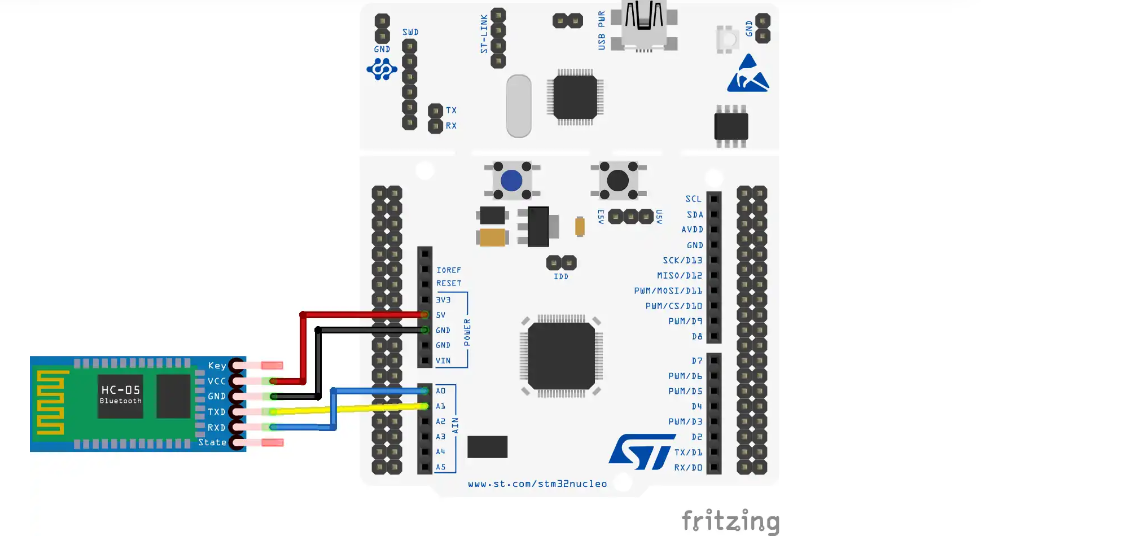 SWD
ST-LINK
USB PWR
GND
GND
TX
RX
E5V
U5V
IDD
IOREF
RESET
3V3
5V
GND
GND
VIN
POWER
A0
A1
A2
A3
A4
A5
AIN
SCL
SDA
AVDD
GND
SCK/D13
MISO/D12
PWM/MOSI/D11
PWM/CS/D10
PWM/D9
D8
D7
PWM/D6
PWM/D5
D4
PWM/D3
D2
TX/D1
RX/D0
HC-05
Bluetooth
Key
VCC
GND
TXD
RXD
State
ST
www.st.com/stm32nucleo
fritzing